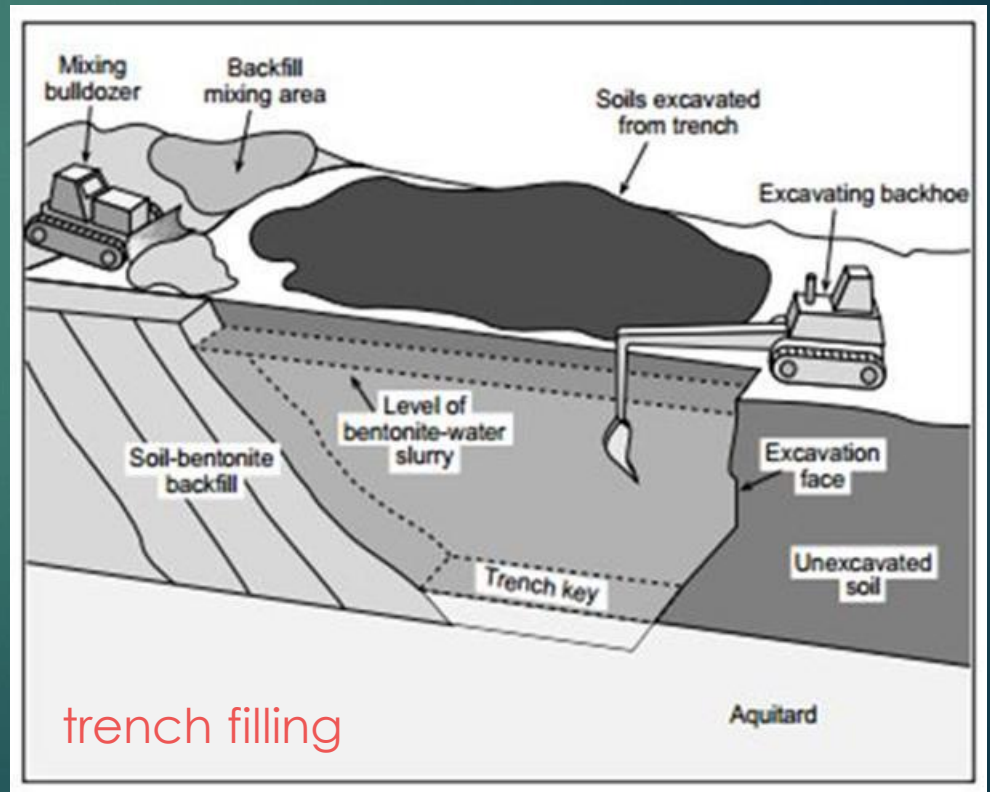 Mixing
bulldozer
Backfill
mixing area
Soils excavated
from trench
Excavating backhoe
Level of
bentonite-water
slurry
Soil-bentonite
backfill
Excavation
face
Unexcavated
soil
Trench key
Aquitard
trench filling